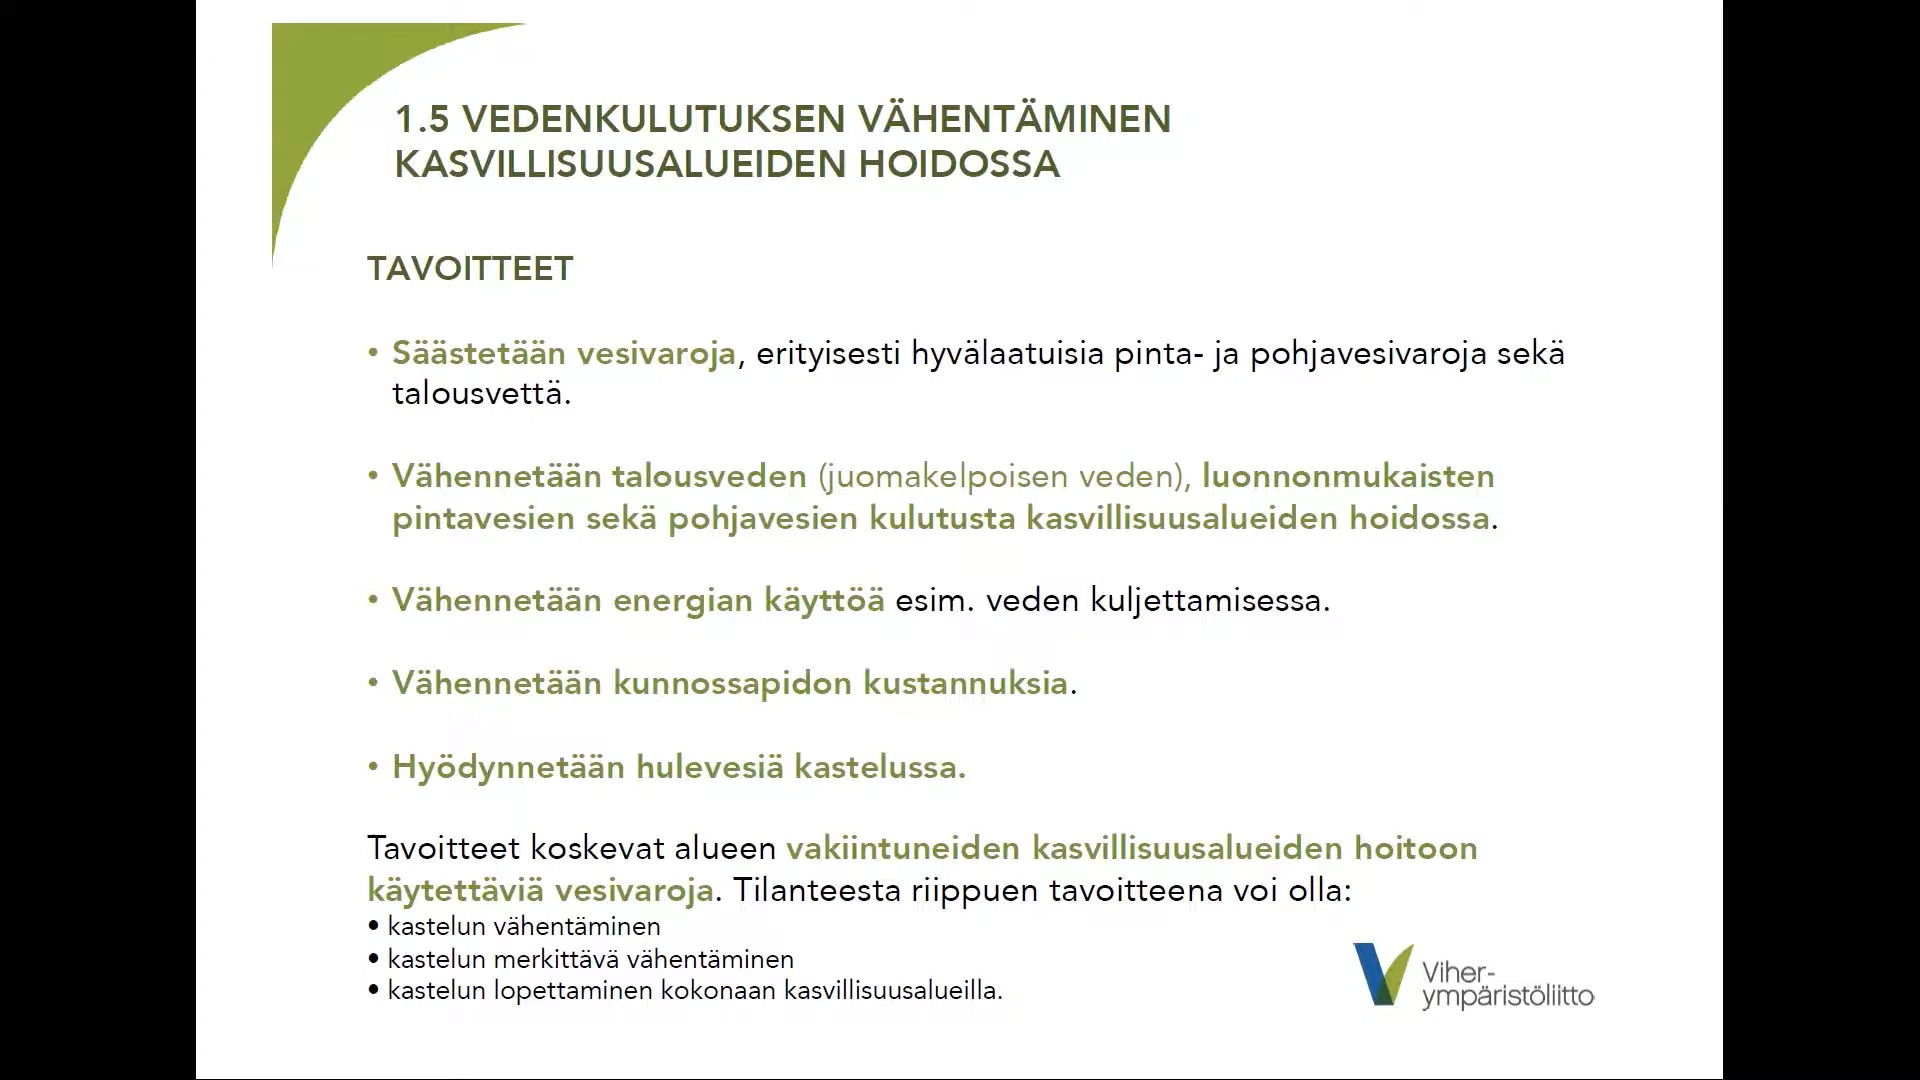 1.5 VEDENKULUTUKSEN VÄHENTÄMINEN
KASVILLISUUSALUEIDEN HOIDOSSA
TAVOITTEET
• Säästetään vesivaroja, erityisesti hyvälaatuisia pinta- ja pohjavesivaroja sekä
talousvettä.
• Vähennetään talousveden (juomakelpoisen veden), luonnonmukaisten
pintavesien sekä pohjavesien kulutusta kasvillisuusalueiden hoidossa.
• Vähennetään energian käyttöä esim. veden kuljettamisessa.
• Vähennetään kunnossapidon kustannuksia.
• Hyödynnetään hulevesiä kastelussa.
Tavoitteet koskevat alueen vakiintuneiden kasvillisuusalueiden hoitoon
käytettäviä vesivaroja. Tilanteesta riippuen tavoitteena voi olla:
• kastelun vähentäminen
• kastelun merkittävä vähentäminen
• kastelun lopettaminen kokonaan kasvillisuusalueilla.
Viher-
ympäristöliitto